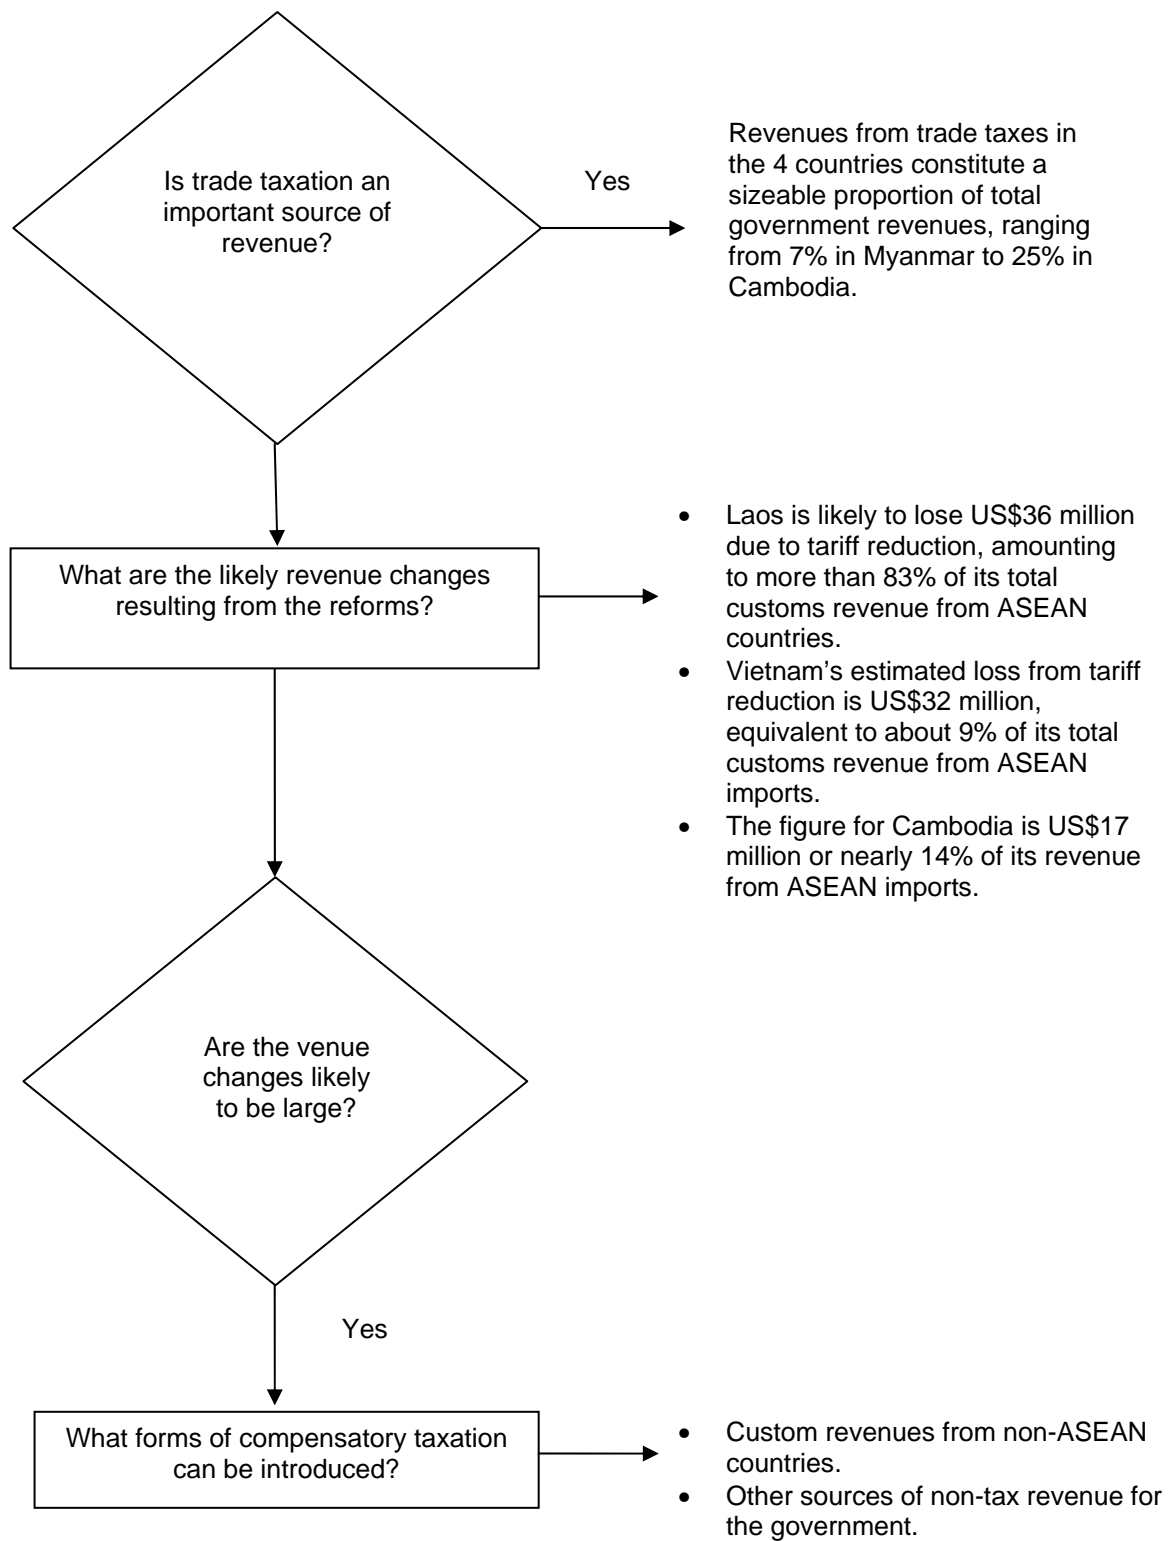 Is trade taxation an
important source of
revenue?
Yes
Revenues from trade taxes in
the 4 countries constitute a
sizeable proportion of total
government revenues, ranging
from 7% in Myanmar to 25% in
Cambodia.
What are the likely revenue changes
resulting from the reforms?
• Laos is likely to lose US$36 million
due to tariff reduction, amounting
to more than 83% of its total
customs revenue from ASEAN
countries.
• Vietnam’s estimated loss from tariff
reduction is US$32 million,
equivalent to about 9% of its total
customs revenue from ASEAN
imports.
• The figure for Cambodia is US$17
million or nearly 14% of its revenue
from ASEAN imports.
Are the venue
changes likely
to be large?
Yes
What forms of compensatory taxation
can be introduced?
• Custom revenues from non-ASEAN
countries.
• Other sources of non-tax revenue for
the government.